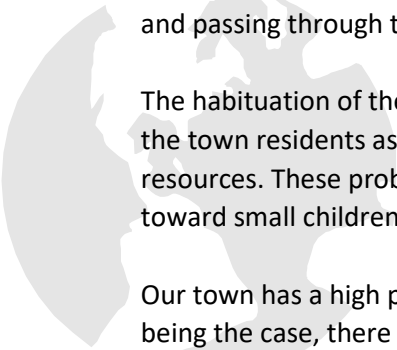 and passing through
The habituation of the
the town residents as
resources. These
toward small children
Our town has a high
being the case, there